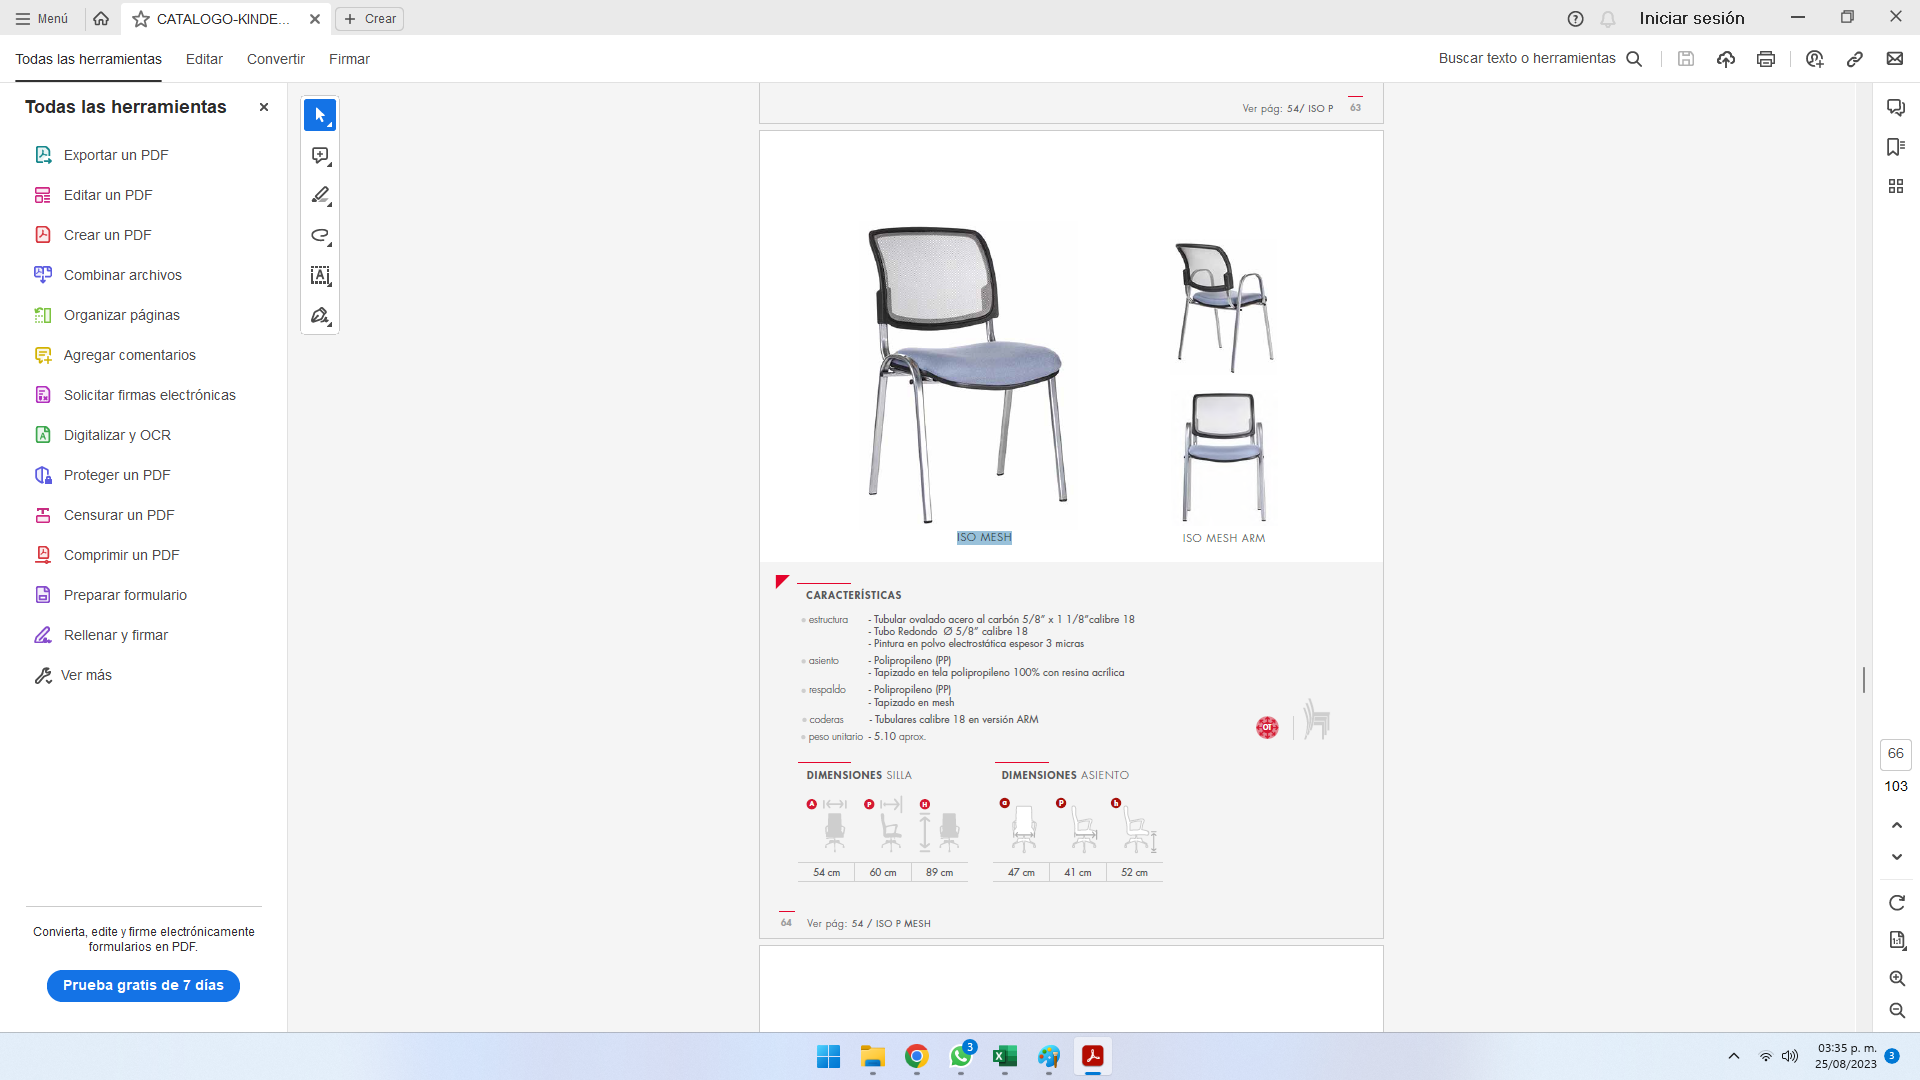 Menú
CATALOGO-KINDE...
Crear
Iniciar sesión
Todas las herramientas
Editar
Convertir
Firmar
Buscar texto o herramientas
Todas las herramientas
Exportar un PDF
Editar un PDF
Crear un PDF
Combinar archivos
Organizar páginas
Agregar comentarios
Solicitar firmas electrónicas
Digitalizar y OCR
Proteger un PDF
Censurar un PDF
Comprimir un PDF
Preparar formulario
Rellenar y firmar
Ver más
Convierta, edite y firme electrónicamente
formularios en PDF.
Prueba gratis de 7 días
Ver pág: 54/ ISO P 63
ISO MESH
ISO MESH ARM
CARACTERÍSTICAS
estructura - Tubular ovalado acero al carbón 5/8” x 1 1/8”calibre 18
- Tubo Redondo Ø 5/8” calibre 18
- Pintura en polvo electrostática espesor 3 micras
asiento - Polipropileno (PP)
- Tapizado en tela polipropileno 100% con resina acrílica
respaldo - Polipropileno (PP)
- Tapizado en mesh
coderas - Tubulares calibre 18 en versión ARM
peso unitario - 5.10 aprox.
OT
DIMENSIONES SILLA
A P H
54 cm 60 cm 89 cm
DIMENSIONES ASIENTO
a p h
47 cm 41 cm 52 cm
64 Ver pág: 54 / ISO P MESH
66
103
1:1
3
03:35 p. m.
25/08/2023
3